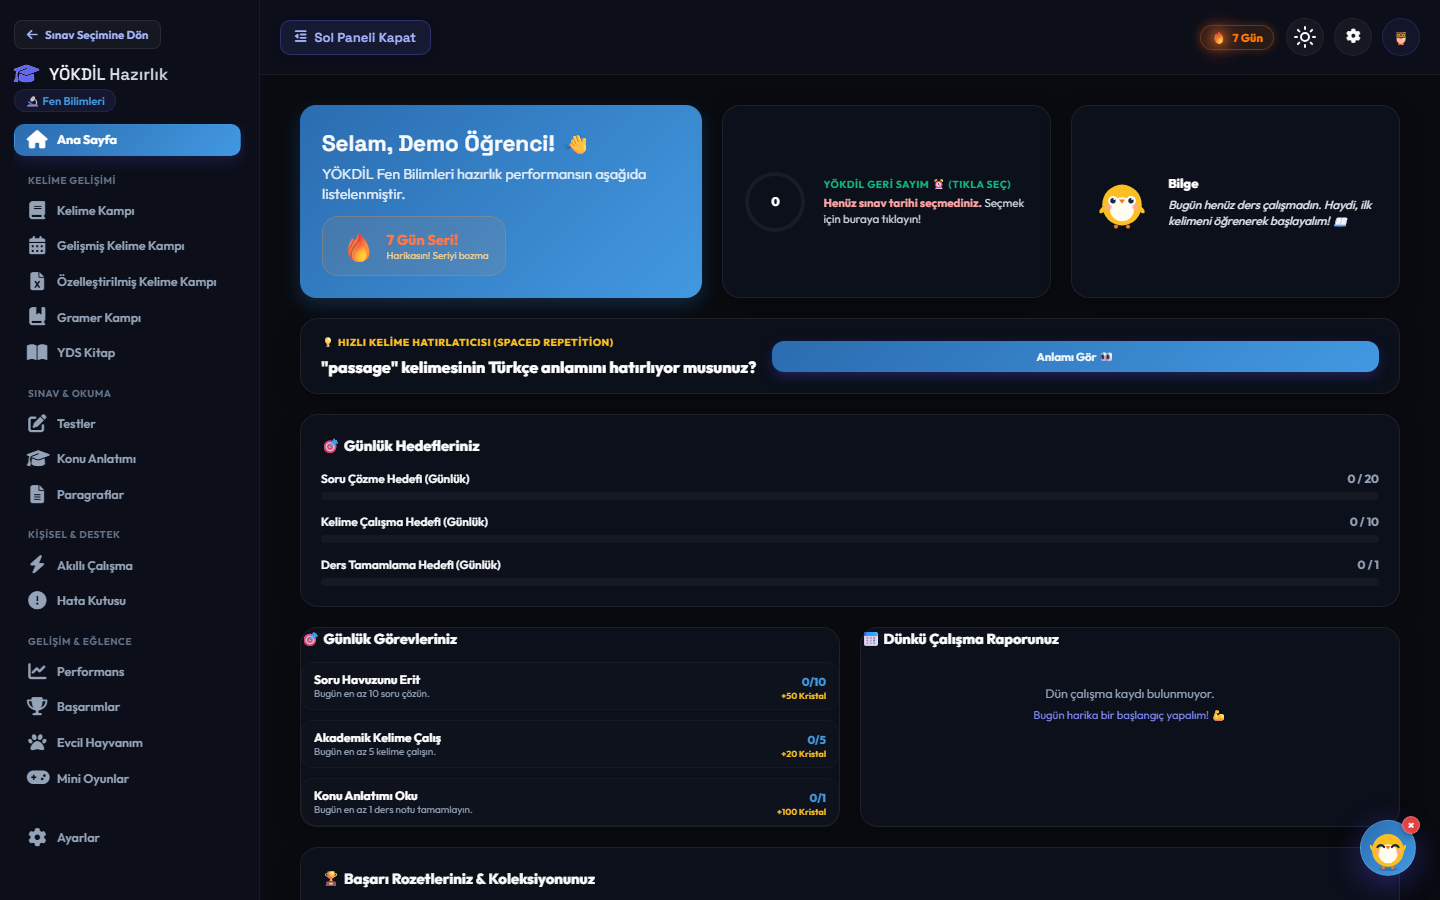 Sınav Seçimine Dön
YÖKDİL Hazırlık
Fen Bilimleri
Ana Sayfa
KELİME GELİŞİMİ
Kelime Kampı
Gelişmiş Kelime Kampı
Özelleştirilmiş Kelime Kampı
Gramer Kampı
YDS Kitap
SINAV & OKUMA
Testler
Konu Anlatımı
Paragraflar
KİŞİSEL & DESTEK
Akıllı Çalışma
Hata Kutusu
GELİŞİM & EĞLENCE
Performans
Başarımlar
Evcil Hayvanım
Mini Oyunlar
Ayarlar
Sol Paneli Kapat
7 Gün
Selam, Demo Öğrenci! 👋
YÖKDİL Fen Bilimleri hazırlık performansın aşağıda
listelenmiştir.
7 Gün Seri!
Harikasın! Seriyi bozma
0
YÖKDİL GERİ SAYIM ⏰ (TIKLA SEÇ)
Henüz sınav tarihi seçmediniz. Seçmek
için buraya tıklayın!
Bilge
Bugün henüz ders çalışmadın. Haydi, ilk
kelimeni öğrenerek başlayalım! 📖
💡 HIZLI KELİME HATIRLATICISI (SPACED REPETİTİON)
"passage" kelimesinin Türkçe anlamını hatırlıyor musunuz?
Anlamı Gör 👀
🎯 Günlük Hedefleriniz
Soru Çözme Hedefi (Günlük)
0 / 20
Kelime Çalışma Hedefi (Günlük)
0 / 10
Ders Tamamlama Hedefi (Günlük)
0 / 1
🎯 Günlük Görevleriniz
Soru Havuzunu Erit
0/10
Bugün en az 10 soru çözün.
+50 Kristal
Akademik Kelime Çalış
0/5
Bugün en az 5 kelime çalışın.
+20 Kristal
Konu Anlatımı Oku
0/1
Bugün en az 1 ders notu tamamlayın.
+100 Kristal
📅 Dünkü Çalışma Raporunuz
Dün çalışma kaydı bulunmuyor.
Bugün harika bir başlangıç yapalım! 💪
🏆 Başarı Rozetleriniz & Koleksiyonunuz